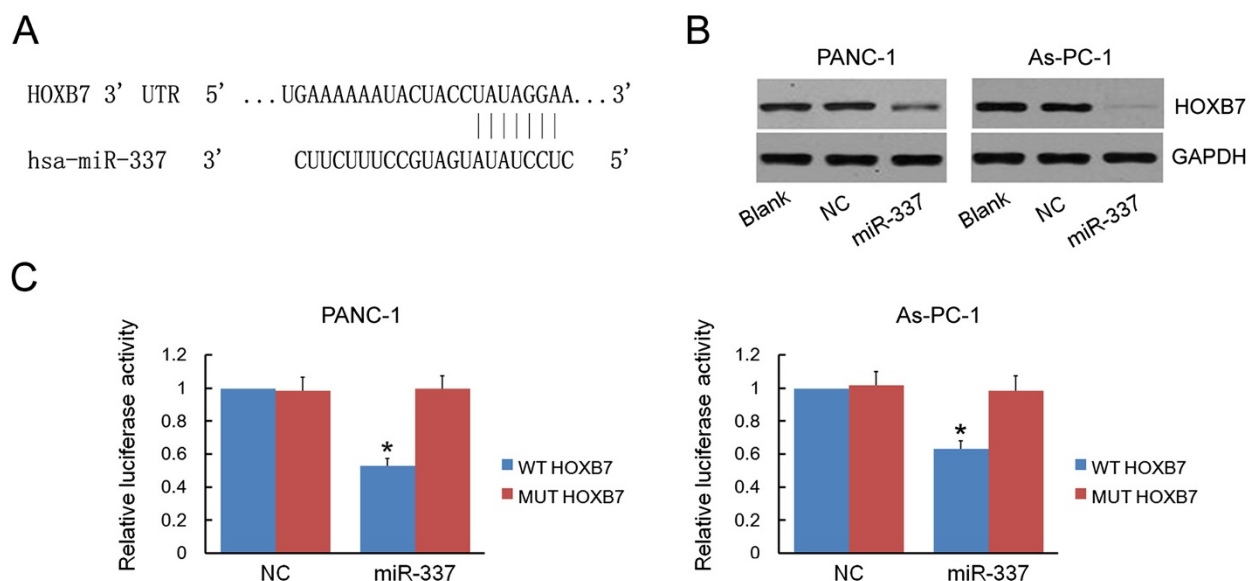 A
HOXB7 3' UTR 5' ...UGAAAAAAUACUACCUAUAGGAA...3'
hsa-miR-337 3' CUUCUUUCCGUAGUAUAUCCUC 5'
B
PANC-1 As-PC-1
HOXB7
GAPDH
Blank NC miR-337 Blank NC miR-337
C
PANC-1
Relative luciferase activity
1.2
1
0.8
0.6
0.4
0.2
0
*
NC miR-337
WT HOXB7
MUT HOXB7
As-PC-1
Relative luciferase activity
1.2
1
0.8
0.6
0.4
0.2
0
*
NC miR-337
WT HOXB7
MUT HOXB7